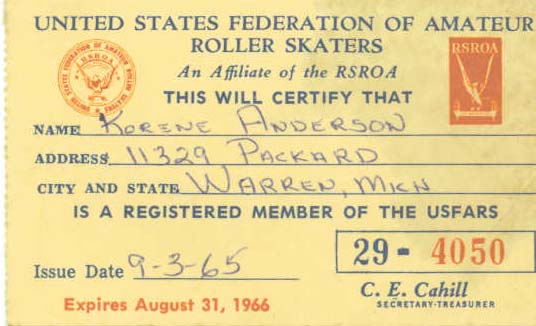 UNITED STATES FEDERATION OF AMATEUR
ROLLER SKATERS
An Affiliate of the RSROA
RSROA
THIS WILL CERTIFY THAT
NAME Korene Anderson
ADDRESS 11329 Packard
CITY AND STATE Warren, Mich
IS A REGISTERED MEMBER OF THE USFARS
29 - 4050
Issue Date 9-3-65
C. E. Cahill
SECRETARY-TREASURER
Expires August 31, 1966